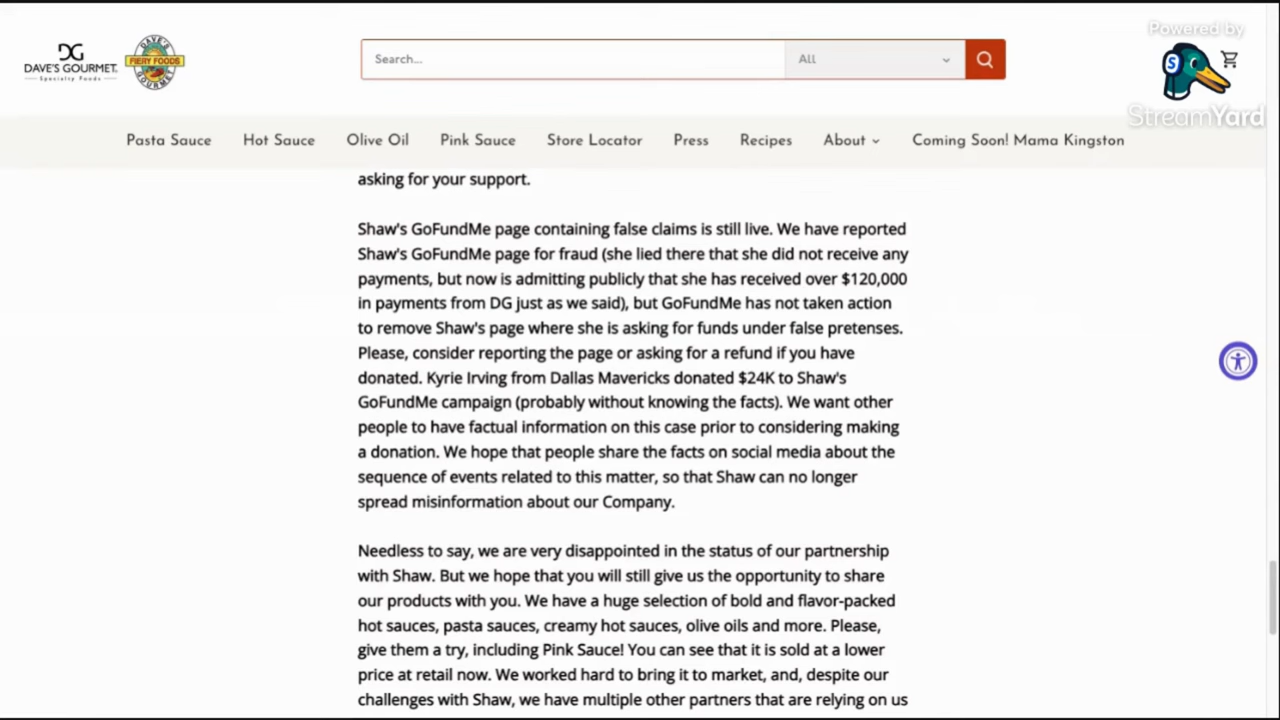 Powered by
DG
DAVE'S GOURMET
Specialty Foods
DAVE'S
FIERY FOODS
GOURMET
Search...
All
S
StreamYard
Pasta Sauce
Hot Sauce
Olive Oil
Pink Sauce
Store Locator
Press
Recipes
About
Coming Soon! Mama Kingston
asking for your support.
Shaw's GoFundMe page containing false claims is still live. We have reported
Shaw's GoFundMe page for fraud (she lied there that she did not receive any
payments, but now is admitting publicly that she has received over $120,000
in payments from DG just as we said), but GoFundMe has not taken action
to remove Shaw's page where she is asking for funds under false pretenses.
Please, consider reporting the page or asking for a refund if you have
donated. Kyrie Irving from Dallas Mavericks donated $24K to Shaw's
GoFundMe campaign (probably without knowing the facts). We want other
people to have factual information on this case prior to considering making
a donation. We hope that people share the facts on social media about the
sequence of events related to this matter, so that Shaw can no longer
spread misinformation about our Company.
Needless to say, we are very disappointed in the status of our partnership
with Shaw. But we hope that you will still give us the opportunity to share
our products with you. We have a huge selection of bold and flavor-packed
hot sauces, pasta sauces, creamy hot sauces, olive oils and more. Please,
give them a try, including Pink Sauce! You can see that it is sold at a lower
price at retail now. We worked hard to bring it to market, and, despite our
challenges with Shaw, we have multiple other partners that are relying on us